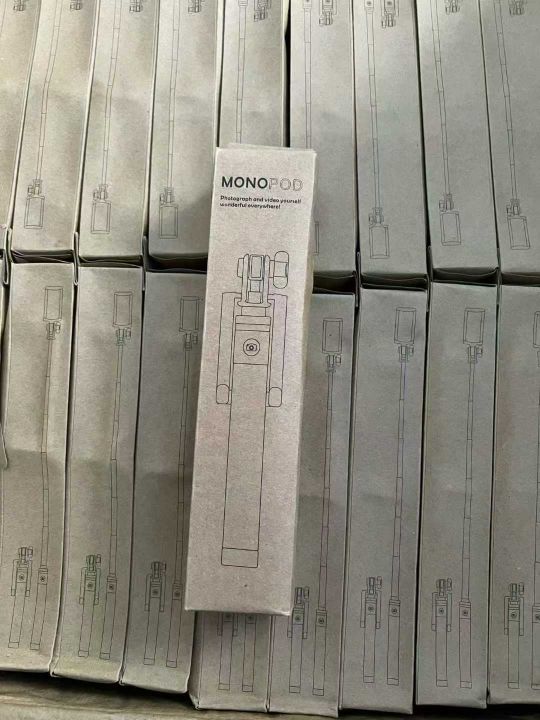 MONOPOD
Photograph and video yourself
wonderful everywhere!